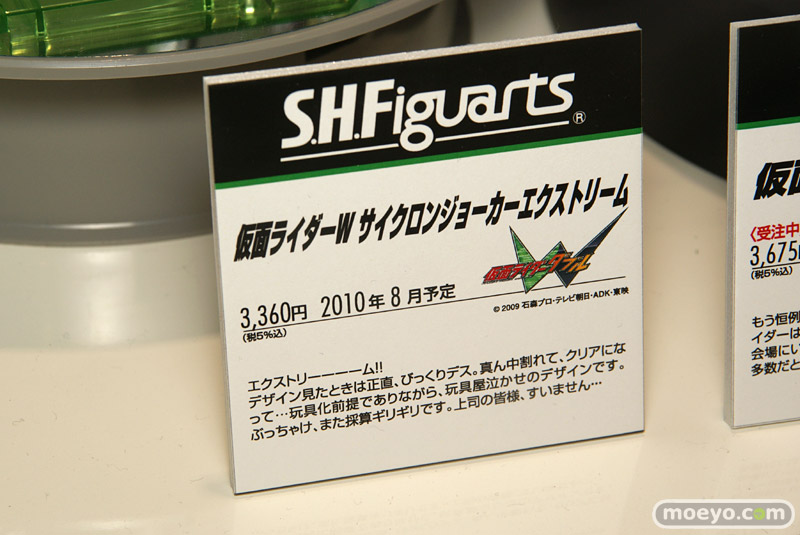 S.H.Figuarts®
仮面ライダーW サイクロンジョーカーエクストリーム
仮面ライダーダブル
3,360円 2010年8月予定
(税5%込)
© 2009 石森プロ・テレビ朝日・ADK・東映
エクストリーーーーム!!
デザイン見たときは正直、びっくりデス。真ん中割れて、クリアにな
って…玩具化前提でありながら、玩具屋泣かせのデザインです。
ぶっちゃけ、また採算ギリギリです。上司の皆様、すいません…
仮面
〈受注中
3,675
(税5%込)
もう恒例
イダーは
会場にい
多数だと
moeyo.com